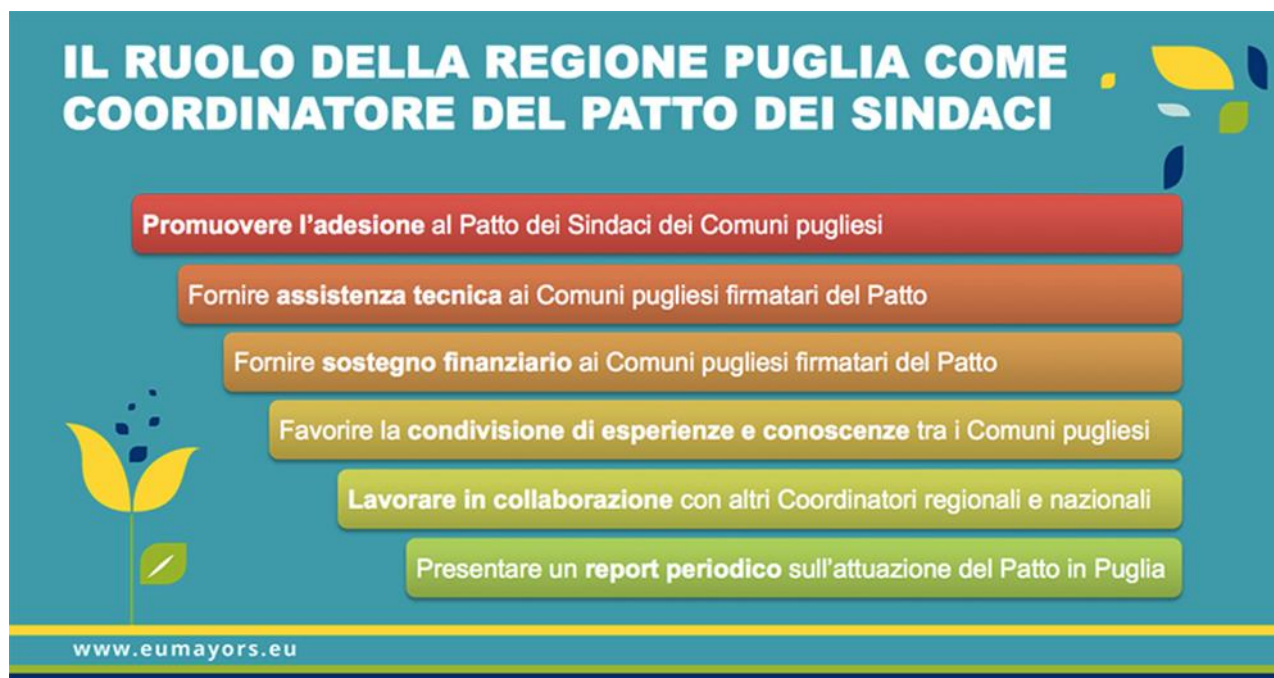 IL RUOLO DELLA REGIONE PUGLIA COME
COORDINATORE DEL PATTO DEI SINDACI
Promuovere l’adesione al Patto dei Sindaci dei Comuni pugliesi
Fornire assistenza tecnica ai Comuni pugliesi firmatari del Patto
Fornire sostegno finanziario ai Comuni pugliesi firmatari del Patto
Favorire la condivisione di esperienze e conoscenze tra i Comuni pugliesi
Lavorare in collaborazione con altri Coordinatori regionali e nazionali
Presentare un report periodico sull’attuazione del Patto in Puglia
www.eumayors.eu